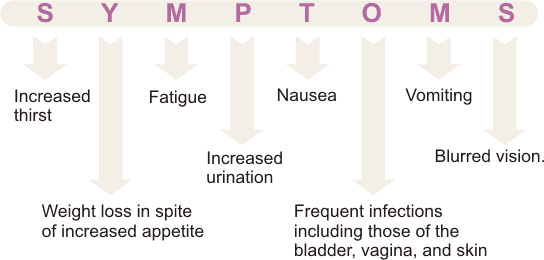 SYMPTOMS
Increased
thirst
Fatigue
Nausea
Vomiting
Increased
urination
Blurred vision.
Weight loss in spite
of increased appetite
Frequent infections
including those of the
bladder, vagina, and skin